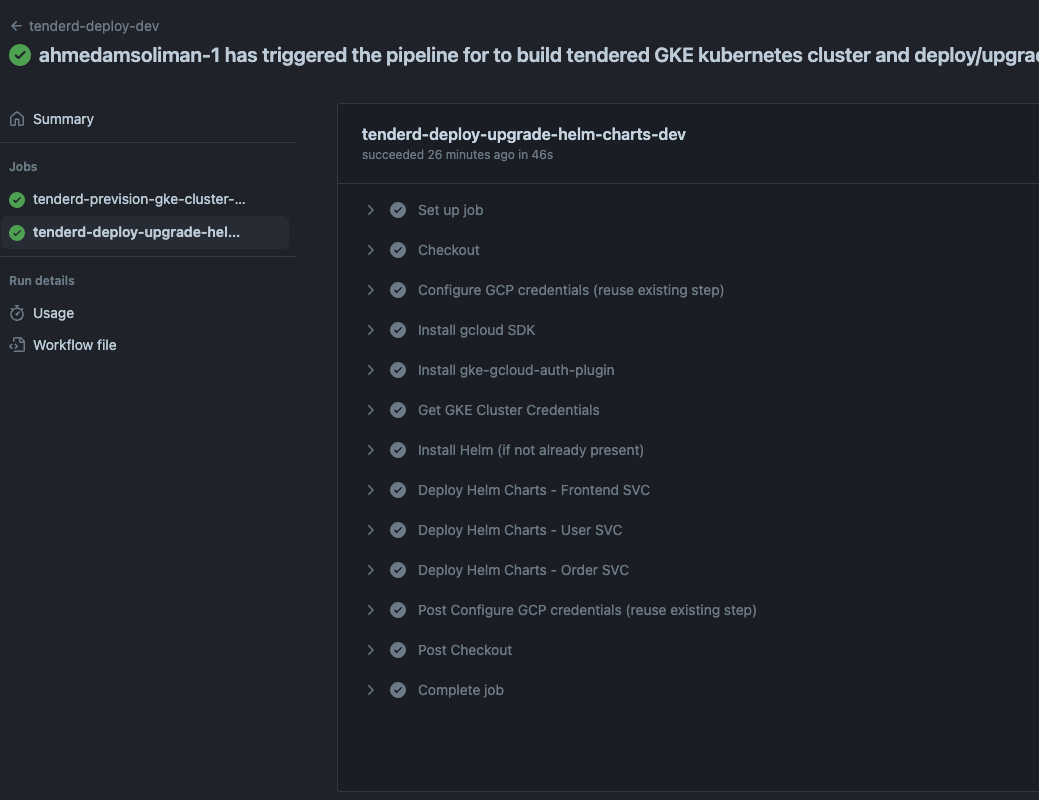 tenderd-deploy-dev
ahmedamsoliman-1 has triggered the pipeline for to build tendered GKE kubernetes cluster and deploy/upgra
Summary
Jobs
tenderd-prevision-gke-cluster-...
tenderd-deploy-upgrade-hel...
Run details
Usage
Workflow file
tenderd-deploy-upgrade-helm-charts-dev
succeeded 26 minutes ago in 46s
Set up job
Checkout
Configure GCP credentials (reuse existing step)
Install gcloud SDK
Install gke-gcloud-auth-plugin
Get GKE Cluster Credentials
Install Helm (if not already present)
Deploy Helm Charts - Frontend SVC
Deploy Helm Charts - User SVC
Deploy Helm Charts - Order SVC
Post Configure GCP credentials (reuse existing step)
Post Checkout
Complete job